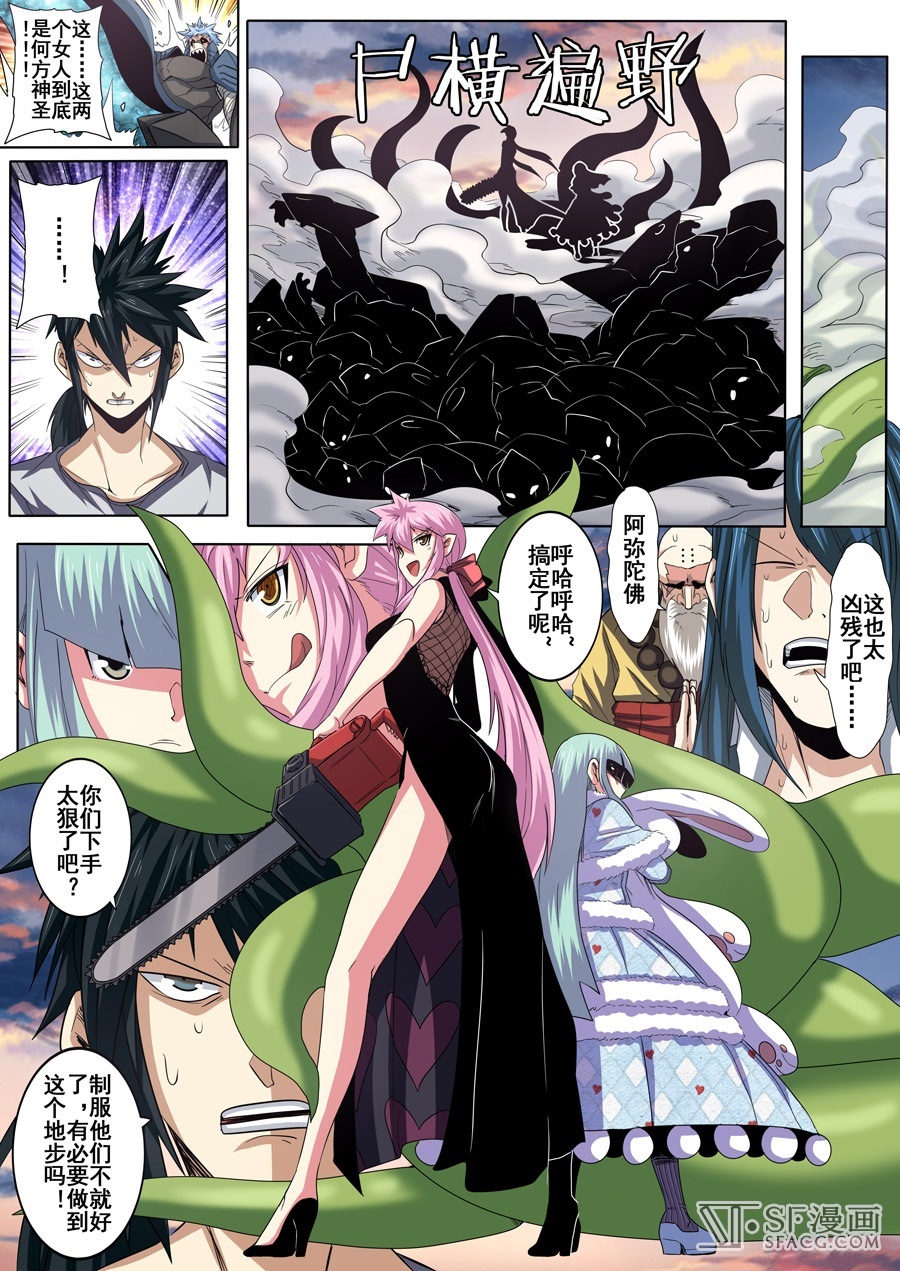 尸横遍野
这……这两
个女人到底
是何方神圣
!!!
……!
这也太
凶残了吧……
阿弥陀佛
呼哈呼哈~
搞定了呢~
你们下手
太狠了吧?
制服他们不就好
了,有必要做到
这个地步吗!
SF漫画
SFACG.COM